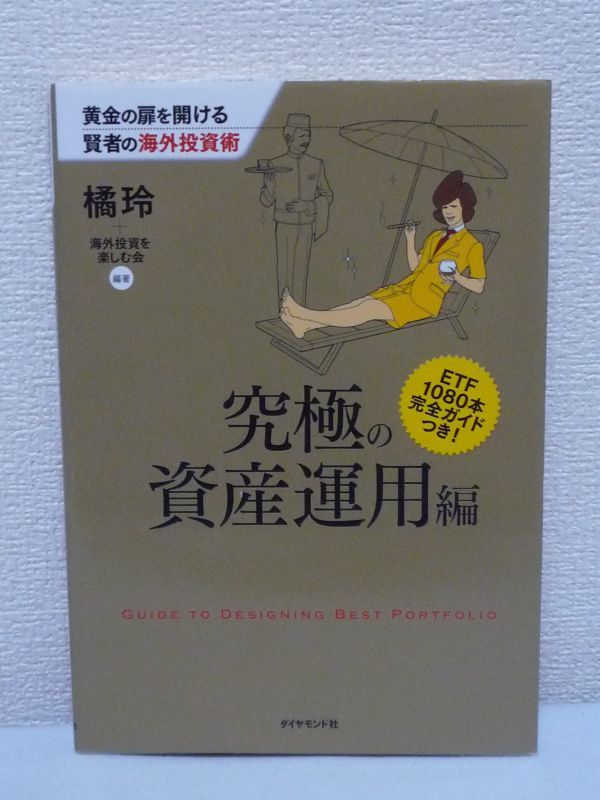 黄金の扉を開ける
賢者の海外投資術
橘玲
+
海外投資を
楽しむ会
編著
ETF
1080本
完全ガイド
つき!
究極の
資産運用編
GUIDE TO DESIGNING BEST PORTFOLIO
ダイヤモンド社